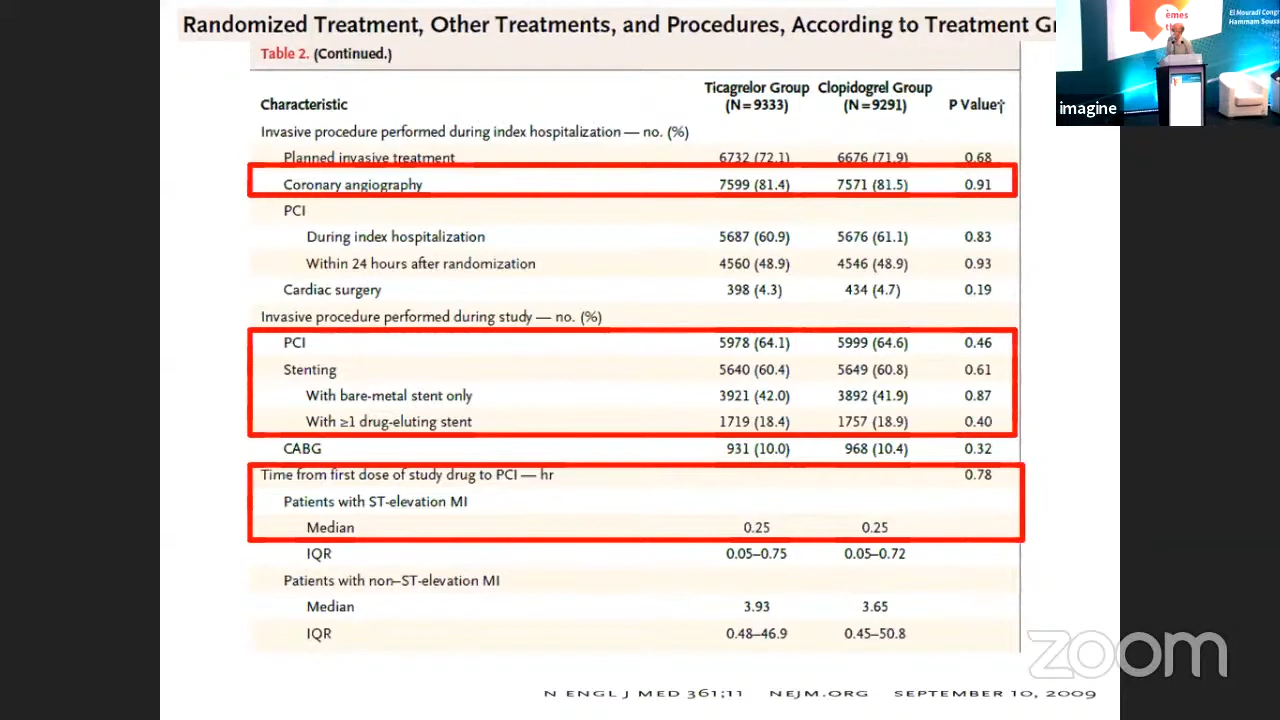 Randomized Treatment, Other Treatments, and Procedures, According to Treatment Gr
Table 2. (Continued.)
Characteristic Ticagrelor Group (N=9333) Clopidogrel Group (N=9291) P Value†
Invasive procedure performed during index hospitalization — no. (%)
Planned invasive treatment 6732 (72.1) 6676 (71.9) 0.68
Coronary angiography 7599 (81.4) 7571 (81.5) 0.91
PCI
During index hospitalization 5687 (60.9) 5676 (61.1) 0.83
Within 24 hours after randomization 4560 (48.9) 4546 (48.9) 0.93
Cardiac surgery 398 (4.3) 434 (4.7) 0.19
Invasive procedure performed during study — no. (%)
PCI 5978 (64.1) 5999 (64.6) 0.46
Stenting 5640 (60.4) 5649 (60.8) 0.61
With bare-metal stent only 3921 (42.0) 3892 (41.9) 0.87
With ≥1 drug-eluting stent 1719 (18.4) 1757 (18.9) 0.40
CABG 931 (10.0) 968 (10.4) 0.32
Time from first dose of study drug to PCI — hr 0.78
Patients with ST-elevation MI
Median 0.25 0.25
IQR 0.05–0.75 0.05–0.72
Patients with non–ST-elevation MI
Median 3.93 3.65
IQR 0.48–46.9 0.45–50.8
N ENGL J MED 361;11 NEJM.ORG SEPTEMBER 10, 2009
zoom
imagine
èmes
El Mouradi Congr
Hammam Souss